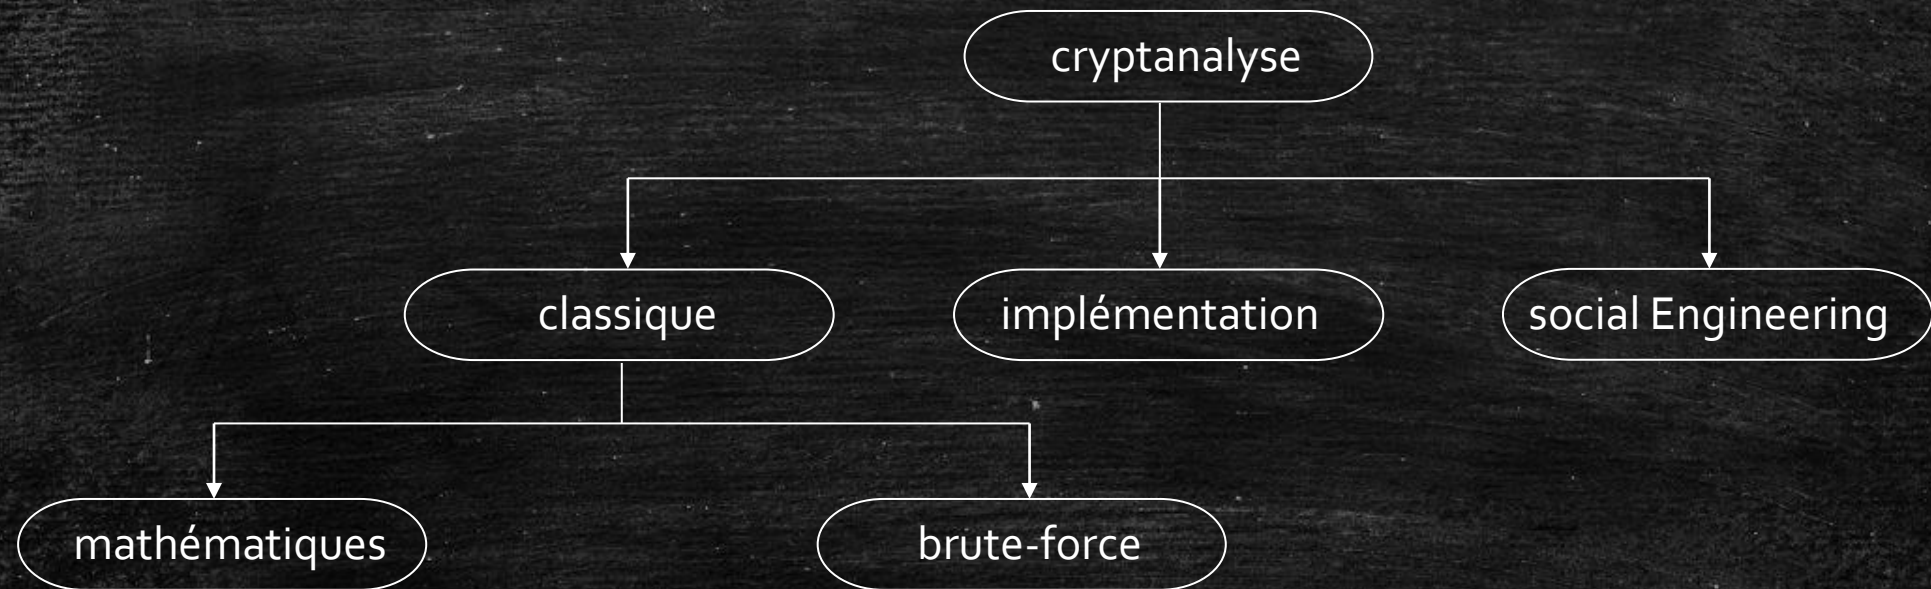 cryptanalyse
classique
implémentation
social Engineering
mathématiques
brute-force